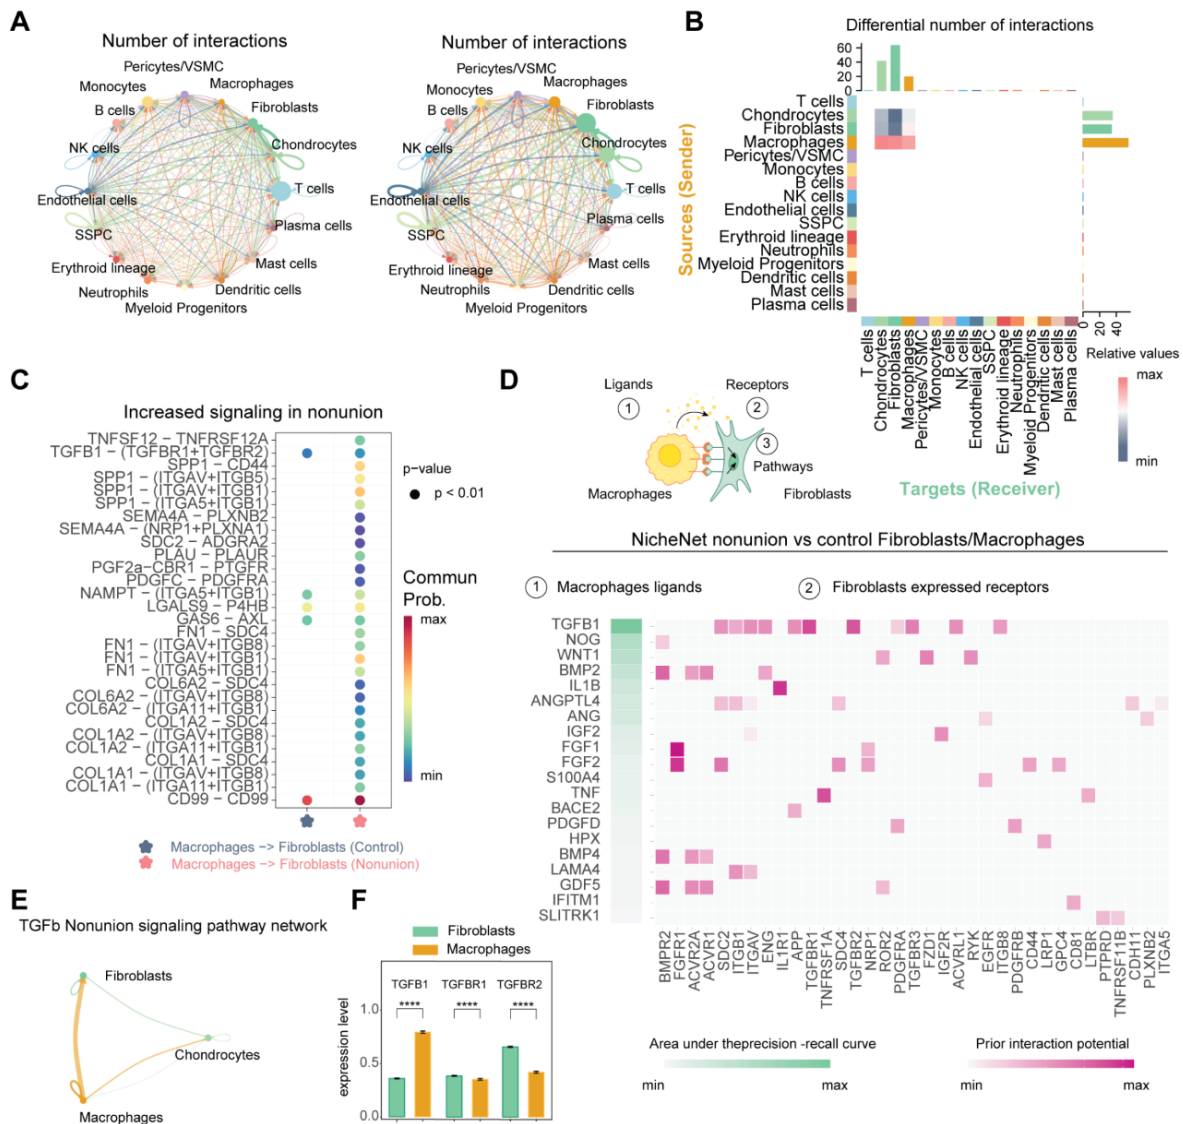 A
Number of interactions
Pericytes/VSMC
Monocytes
Macrophages
B cells
Fibroblasts
NK cells
Chondrocytes
T cells
Endothelial cells
Plasma cells
SSPC
Erythroid lineage
Mast cells
Neutrophils
Dendritic cells
Myeloid Progenitors
Number of interactions
Pericytes/VSMC
Monocytes
Macrophages
B cells
Fibroblasts
NK cells
Chondrocytes
T cells
Endothelial cells
Plasma cells
SSPC
Erythroid lineage
Mast cells
Neutrophils
Dendritic cells
Myeloid Progenitors
B
Differential number of interactions
60
40
20
0
Sources (Sender)
T cells
Chondrocytes
Fibroblasts
Macrophages
Pericytes/VSMC
Monocytes
B cells
NK cells
Endothelial cells
SSPC
Erythroid lineage
Neutrophils
Myeloid Progenitors
Dendritic cells
Mast cells
Plasma cells
0 20 40
T cells
Chondrocytes
Fibroblasts
Macrophages
Pericytes/VSMC
Monocytes
B cells
NK cells
Endothelial cells
SSPC
Erythroid lineage
Neutrophils
Myeloid Progenitors
Dendritic cells
Mast cells
Plasma cells
Targets (Receiver)
Relative values
max
min
C
Increased signaling in nonunion
TNFSF12 − TNFRSF12A
TGFB1 − (TGFBR1+TGFBR2)
SPP1 − CD44
SPP1 − (ITGAV+ITGB5)
SPP1 − (ITGAV+ITGB1)
SPP1 − (ITGA5+ITGB1)
SEMA4A − PLXNB2
SEMA4A − (NRP1+PLXNA1)
SDC2 − ADGRA2
PLAU − PLAUR
PGF2a−CBR1 − PTGFR
PDGFC − PDGFRA
NAMPT − (ITGA5+ITGB1)
LGALS9 − P4HB
GAS6 − AXL
FN1 − SDC4
FN1 − (ITGAV+ITGB8)
FN1 − (ITGAV+ITGB1)
FN1 − (ITGA5+ITGB1)
COL6A2 − SDC4
COL6A2 − (ITGAV+ITGB8)
COL6A2 − (ITGA11+ITGB1)
COL1A2 − SDC4
COL1A2 − (ITGAV+ITGB8)
COL1A2 − (ITGA11+ITGB1)
COL1A1 − SDC4
COL1A1 − (ITGAV+ITGB8)
COL1A1 − (ITGA11+ITGB1)
CD99 − CD99
p−value
p < 0.01
Commun
Prob.
max
min
Macrophages −> Fibroblasts (Control)
Macrophages −> Fibroblasts (Nonunion)
D
Ligands
1
Receptors
2
3
Pathways
Macrophages
Fibroblasts
NicheNet nonunion vs control Fibroblasts/Macrophages
1 Macrophages ligands
2 Fibroblasts expressed receptors
TGFB1
NOG
WNT1
BMP2
IL1B
ANGPTL4
ANG
IGF2
FGF1
FGF2
S100A4
TNF
BACE2
PDGFD
HPX
BMP4
LAMA4
GDF5
IFITM1
SLITRK1
BMPR2
FGFR1
ACVR2A
ACVR1
SDC2
ITGB1
ITGAV
ENG
IL1R1
APP
TGFBR1
TNFRSF1A
SDC4
TGFBR2
NRP1
ROR2
PDGFRA
TGFBR3
FZD1
IGF2R
ACVRL1
RYK
EGFR
ITGB8
PDGFRB
CD44
LRP1
GPC4
CD81
LTBR
PTPRD
TNFRSF11B
CDH11
PLXNB2
ITGA5
Area under theprecision -recall curve
min
max
Prior interaction potential
min
max
E
TGFb Nonunion signaling pathway network
Fibroblasts
Chondrocytes
Macrophages
F
Fibroblasts
Macrophages
TGFB1 TGFBR1 TGFBR2
**** **** ****
expression level
1.0
0.5
0.0